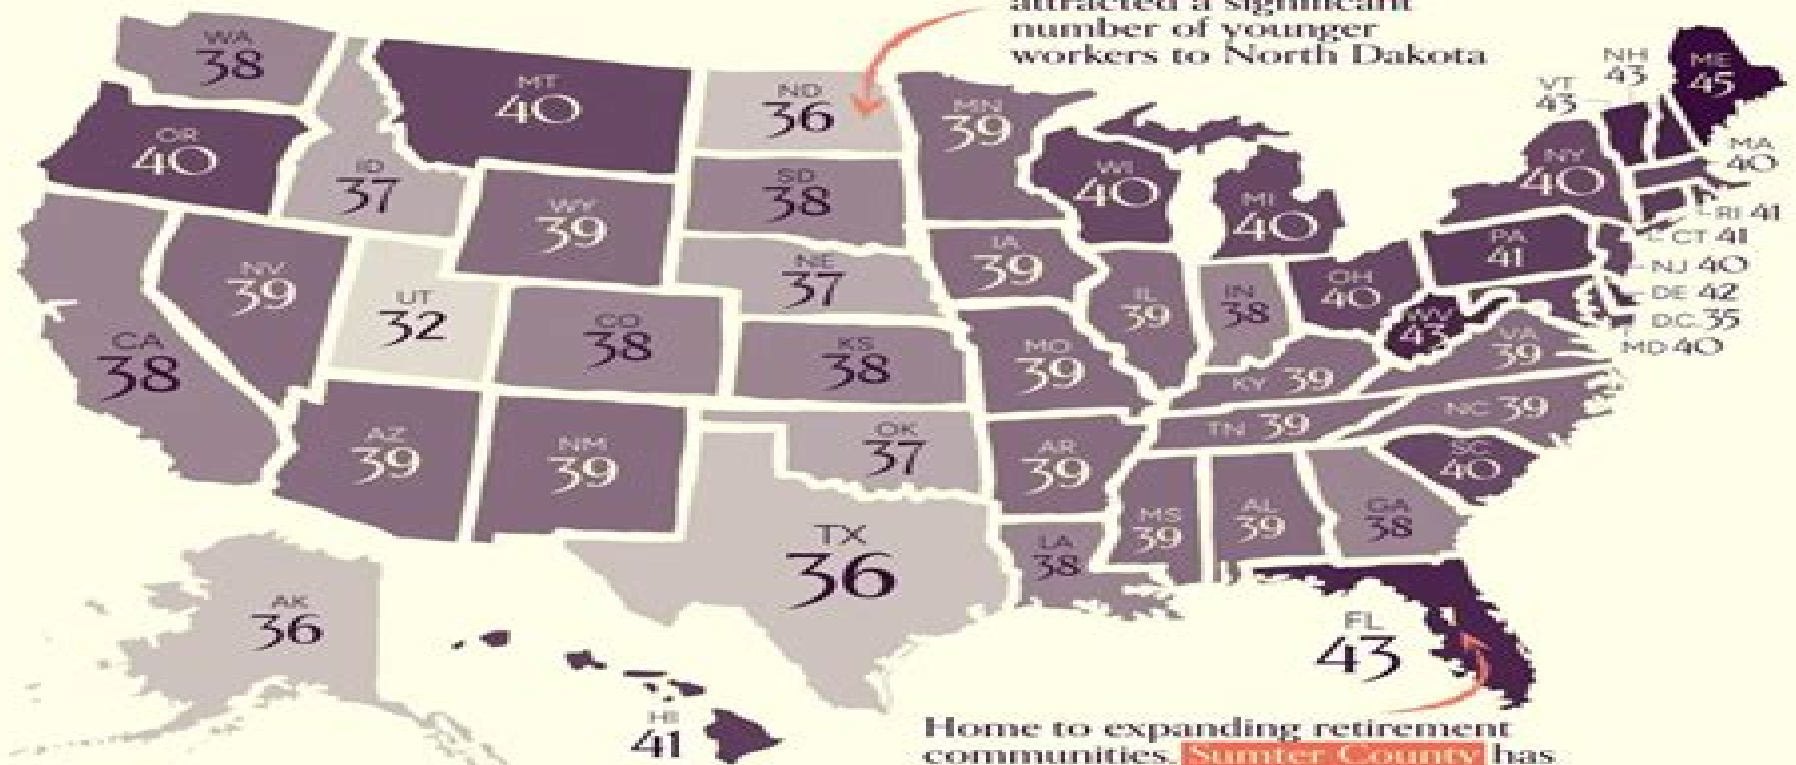 attracted a significant
number of younger
workers to North Dakota
WA
38
MT
40
ND
36
MN
39
NH
43
ME
45
VT
43
OR
40
ID
37
WY
39
SD
38
WI
40
MI
40
NY
40
MA
40
RI 41
CT 41
NJ 40
DE 42
D.C. 35
MD 40
NV
39
UT
32
CO
38
NE
37
IA
39
IL
39
IN
38
OH
40
PA
41
WV
43
VA
39
CA
38
KS
38
MO
39
KY 39
AZ
39
NM
39
OK
37
AR
39
TN 39
NC 39
SC
40
TX
36
LA
38
MS
39
AL
39
GA
38
AK
36
HI
41
FL
43
Home to expanding retirement
communities, Sumter County has